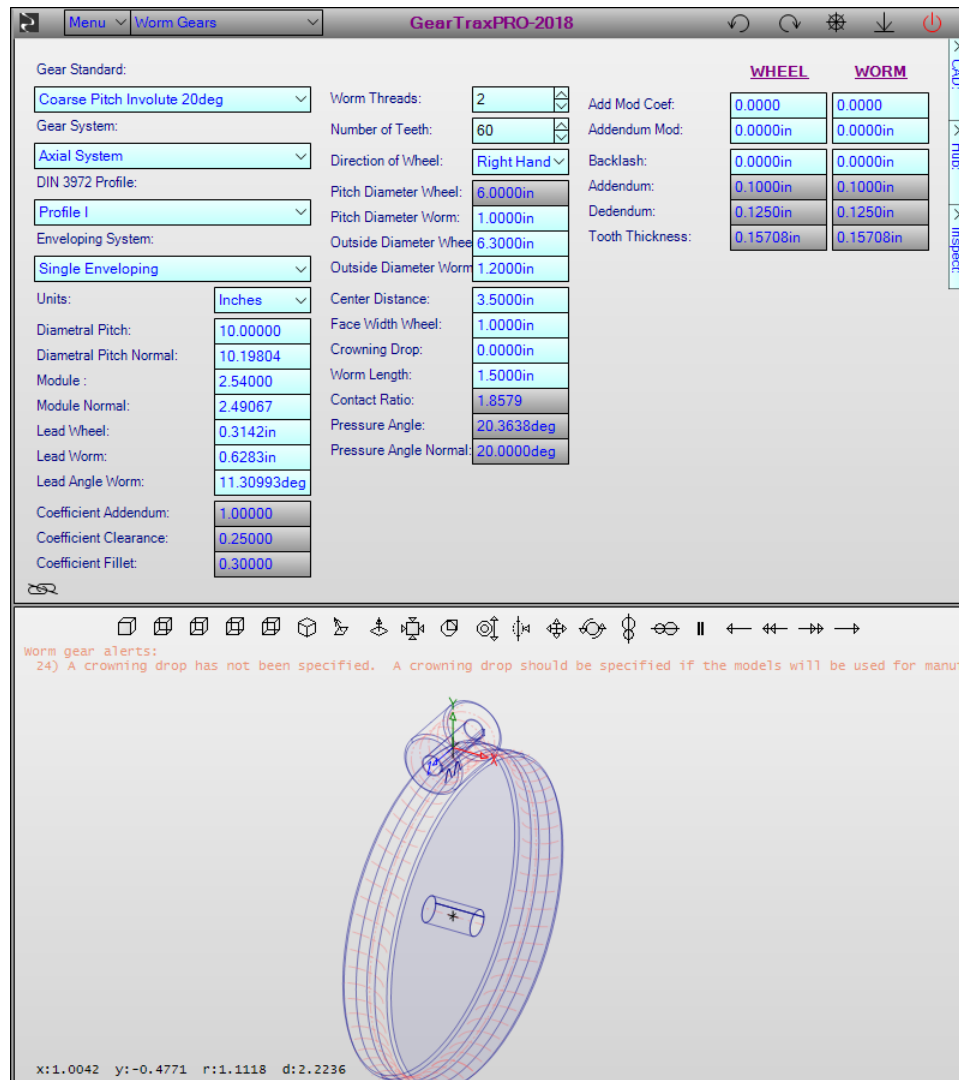 Menu Worm Gears GearTraxPRO-2018
Gear Standard:
Coarse Pitch Involute 20deg
Gear System:
Axial System
DIN 3972 Profile:
Profile I
Enveloping System:
Single Enveloping
Units: Inches
Diametral Pitch: 10.00000
Diametral Pitch Normal: 10.19804
Module : 2.54000
Module Normal: 2.49067
Lead Wheel: 0.3142in
Lead Worm: 0.6283in
Lead Angle Worm: 11.30993deg
Coefficient Addendum: 1.00000
Coefficient Clearance: 0.25000
Coefficient Fillet: 0.30000
Worm Threads: 2
Number of Teeth: 60
Direction of Wheel: Right Hand
Pitch Diameter Wheel: 6.0000in
Pitch Diameter Worm: 1.0000in
Outside Diameter Whee 6.3000in
Outside Diameter Worm 1.2000in
Center Distance: 3.5000in
Face Width Wheel: 1.0000in
Crowning Drop: 0.0000in
Worm Length: 1.5000in
Contact Ratio: 1.8579
Pressure Angle: 20.3638deg
Pressure Angle Normal: 20.0000deg
WHEEL WORM
Add Mod Coef: 0.0000 0.0000
Addendum Mod: 0.0000in 0.0000in
Backlash: 0.0000in 0.0000in
Addendum: 0.1000in 0.1000in
Dedendum: 0.1250in 0.1250in
Tooth Thickness: 0.15708in 0.15708in
CAD:
Hub:
Inspect:
Worm gear alerts:
24) A crowning drop has not been specified. A crowning drop should be specified if the models will be used for manu
Y
X
x:1.0042 y:-0.4771 r:1.1118 d:2.2236